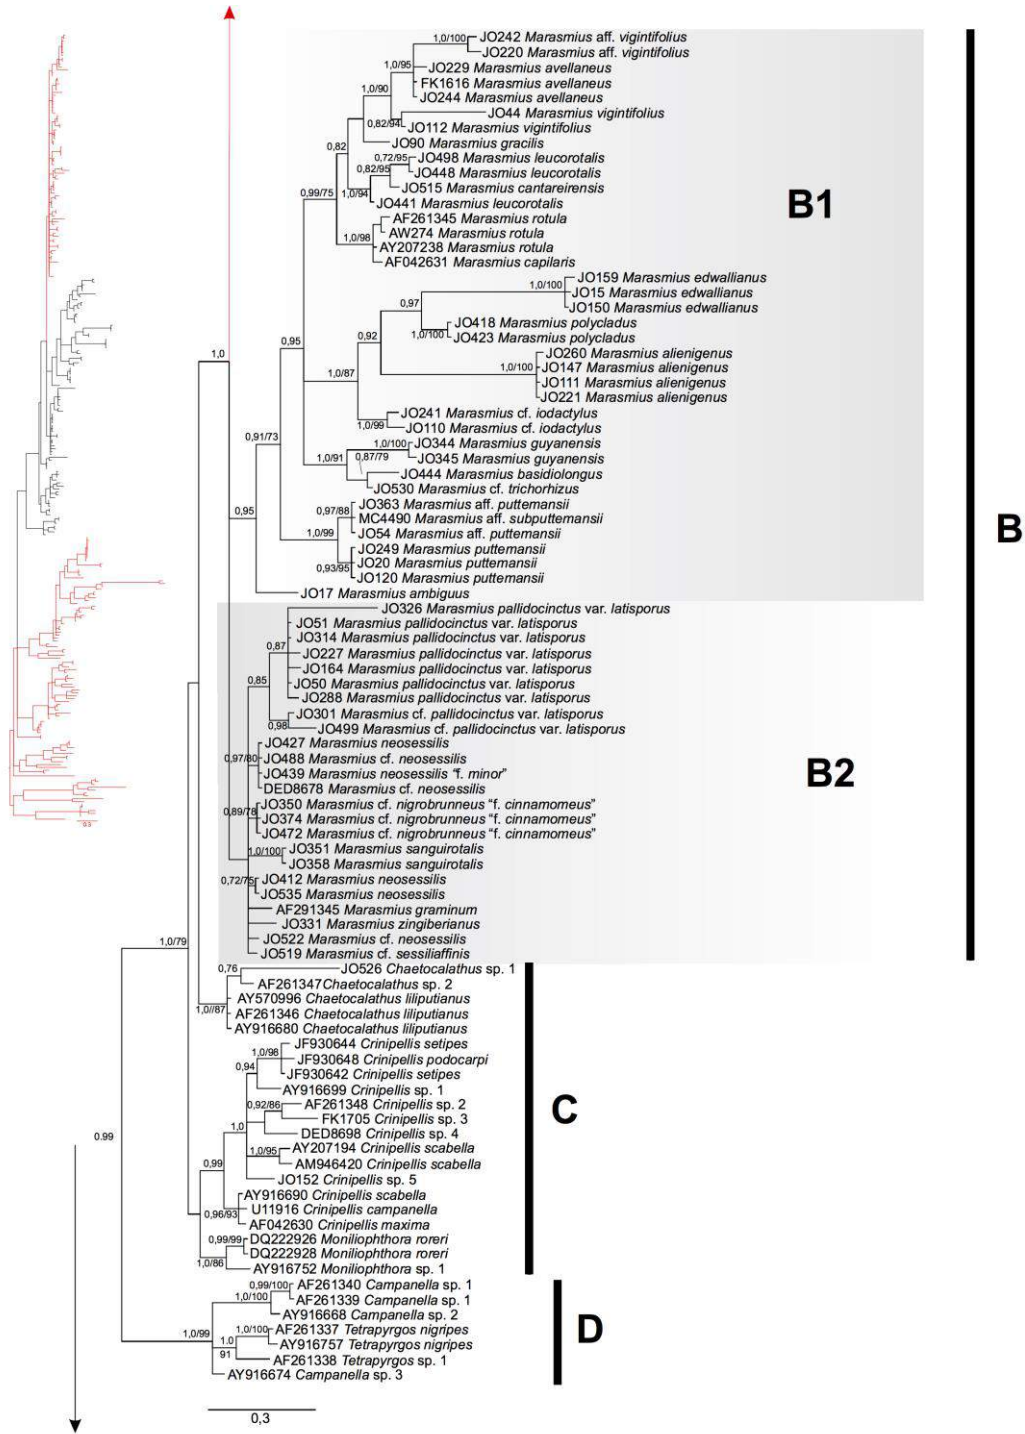 1,0/100
JO242 Marasmius aff. vigintifolius
JO220 Marasmius aff. vigintifolius
1,0/95
JO229 Marasmius avellaneus
1,0/90
FK1616 Marasmius avellaneus
JO244 Marasmius avellaneus
JO44 Marasmius vigintifolius
0,82/94
JO112 Marasmius vigintifolius
0,82
JO90 Marasmius gracilis
0,72/95
JO498 Marasmius leucorotalis
0,82/95
JO448 Marasmius leucorotalis
JO515 Marasmius cantareirensis
0,99/75
1,0/94
JO441 Marasmius leucorotalis
AF261345 Marasmius rotula
AW274 Marasmius rotula
1,0/98
AY207238 Marasmius rotula
AF042631 Marasmius capilaris
B1
JO159 Marasmius edwallianus
1,0/100
JO15 Marasmius edwallianus
0,97
JO150 Marasmius edwallianus
JO418 Marasmius polycladus
0,92
1,0/100
JO423 Marasmius polycladus
0,95
JO260 Marasmius alienigenus
1,0
1,0/87
1,0/100
JO147 Marasmius alienigenus
JO111 Marasmius alienigenus
JO221 Marasmius alienigenus
JO241 Marasmius cf. iodactylus
1,0/99
JO110 Marasmius cf. iodactylus
0,91/73
1,0/100
JO344 Marasmius guyanensis
0,87/79
JO345 Marasmius guyanensis
1,0/91
JO444 Marasmius basidiolongus
JO530 Marasmius cf. trichorhizus
0,97/88
JO363 Marasmius aff. puttemansii
0,95
MC4490 Marasmius aff. subputtemansii
1,0/99
JO54 Marasmius aff. puttemansii
JO249 Marasmius puttemansii
JO20 Marasmius puttemansii
0,93/95
JO120 Marasmius puttemansii
JO17 Marasmius ambiguus
B
JO326 Marasmius pallidocinctus var. latisporus
JO51 Marasmius pallidocinctus var. latisporus
JO314 Marasmius pallidocinctus var. latisporus
0,87
JO227 Marasmius pallidocinctus var. latisporus
JO164 Marasmius pallidocinctus var. latisporus
0,85
JO50 Marasmius pallidocinctus var. latisporus
JO288 Marasmius pallidocinctus var. latisporus
JO301 Marasmius cf. pallidocinctus var. latisporus
0,98
JO499 Marasmius cf. pallidocinctus var. latisporus
JO427 Marasmius neosessilis
0,97/80
JO488 Marasmius cf. neosessilis
JO439 Marasmius neosessilis “f. minor”
B2
DED8678 Marasmius cf. neosessilis
JO350 Marasmius cf. nigrobrunneus “f. cinnamomeus”
0,89/78
JO374 Marasmius cf. nigrobrunneus “f. cinnamomeus”
JO472 Marasmius cf. nigrobrunneus “f. cinnamomeus”
1,0/100
JO351 Marasmius sanguirotalis
JO358 Marasmius sanguirotalis
0,72/75
JO412 Marasmius neosessilis
JO535 Marasmius neosessilis
AF291345 Marasmius graminum
JO331 Marasmius zingiberianus
JO522 Marasmius cf. neosessilis
1,0/79
JO519 Marasmius cf. sessiliaffinis
0,76
JO526 Chaetocalathus sp. 1
AF261347Chaetocalathus sp. 2
AY570996 Chaetocalathus liliputianus
1,0//87
AF261346 Chaetocalathus liliputianus
AY916680 Chaetocalathus liliputianus
JF930644 Crinipellis setipes
1,0/98
JF930648 Crinipellis podocarpi
0,94
JF930642 Crinipellis setipes
AY916699 Crinipellis sp. 1
0,92/86
AF261348 Crinipellis sp. 2
C
FK1705 Crinipellis sp. 3
1,0
DED8698 Crinipellis sp. 4
0.99
AY207194 Crinipellis scabella
1,0/95
AM946420 Crinipellis scabella
0,99
JO152 Crinipellis sp. 5
AY916690 Crinipellis scabella
U11916 Crinipellis campanella
0,96/93
AF042630 Crinipellis maxima
0,99/99
DQ222926 Moniliophthora roreri
DQ222928 Moniliophthora roreri
1,0/86
AY916752 Moniliophthora sp. 1
0,99/100
AF261340 Campanella sp. 1
1,0/100
AF261339 Campanella sp. 1
AY916668 Campanella sp. 2
1,0/99
1,0/100
AF261337 Tetrapyrgos nigripes
D
1.0
AY916757 Tetrapyrgos nigripes
91
AF261338 Tetrapyrgos sp. 1
AY916674 Campanella sp. 3
0,3